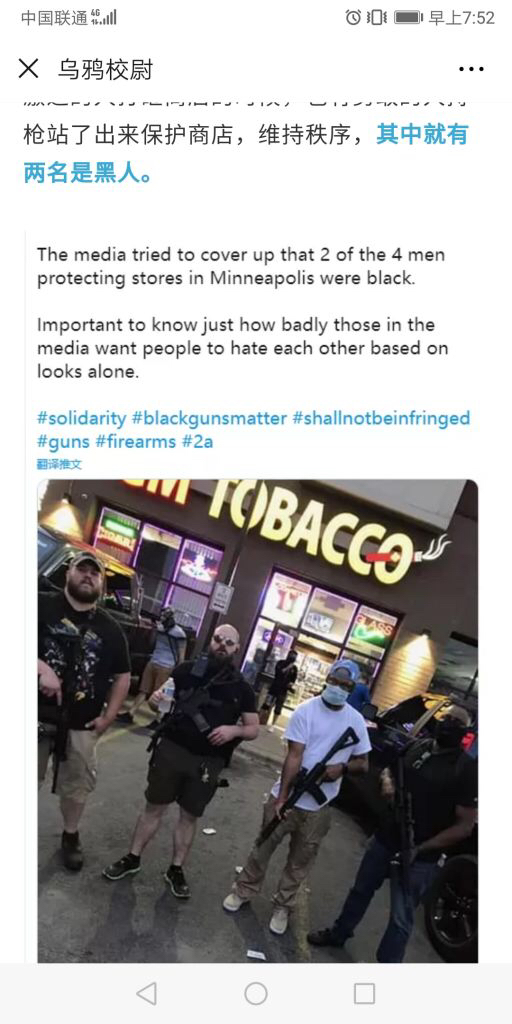 中国联通 4G
早上7:52
乌鸦校尉
枪站了出来保护商店，维持秩序，其中就有
两名是黑人。
The media tried to cover up that 2 of the 4 men
protecting stores in Minneapolis were black.
Important to know just how badly those in the
media want people to hate each other based on
looks alone.
#solidarity #blackgunsmatter #shallnotbeinfringed
#guns #firearms #2a
翻译推文
TOBACCO
GLASS